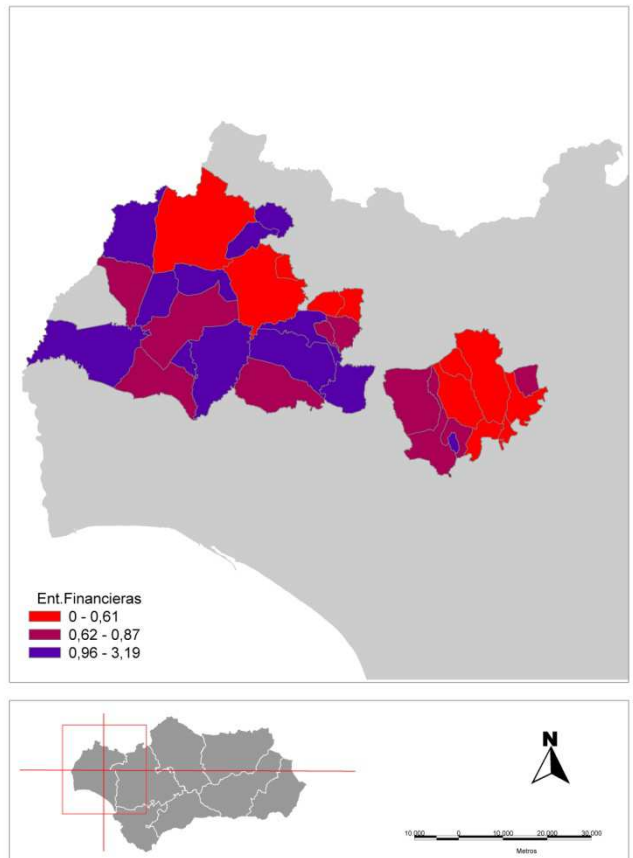 Ent.Financieras
0 - 0,61
0,62 - 0,87
0,96 - 3,19
N
10.000 0 10.000 20.000 30.000
Metros